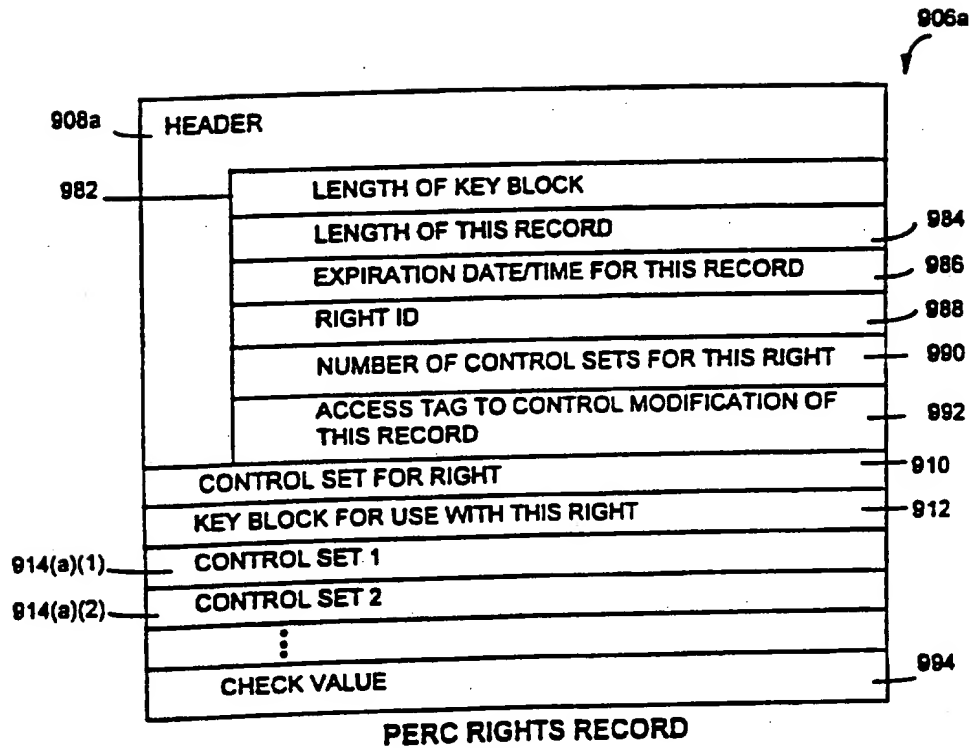 906a
908a
HEADER
982
LENGTH OF KEY BLOCK
LENGTH OF THIS RECORD
984
EXPIRATION DATE/TIME FOR THIS RECORD
986
RIGHT ID
988
NUMBER OF CONTROL SETS FOR THIS RIGHT
990
ACCESS TAG TO CONTROL MODIFICATION OF
THIS RECORD
992
CONTROL SET FOR RIGHT
910
KEY BLOCK FOR USE WITH THIS RIGHT
912
914(a)(1)
CONTROL SET 1
914(a)(2)
CONTROL SET 2
CHECK VALUE
994
PERC RIGHTS RECORD